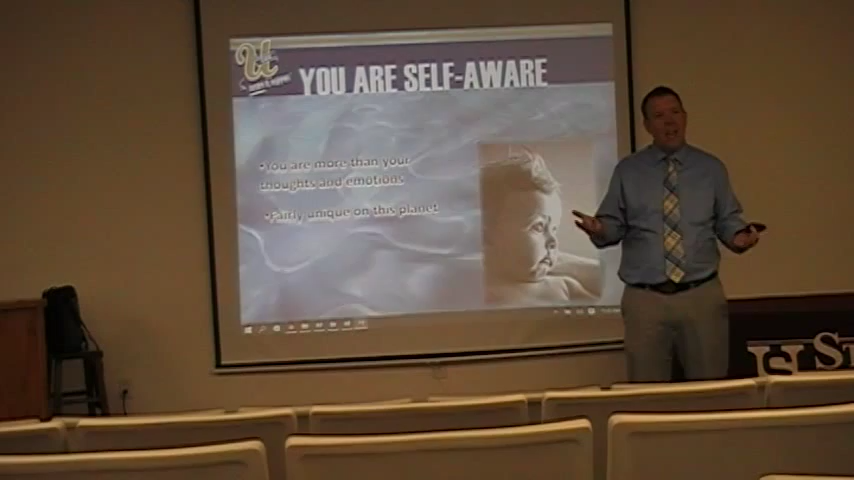 U
YOU ARE SELF-AWARE
•You are more than your
thoughts and emotions
•Fairly unique on this planet